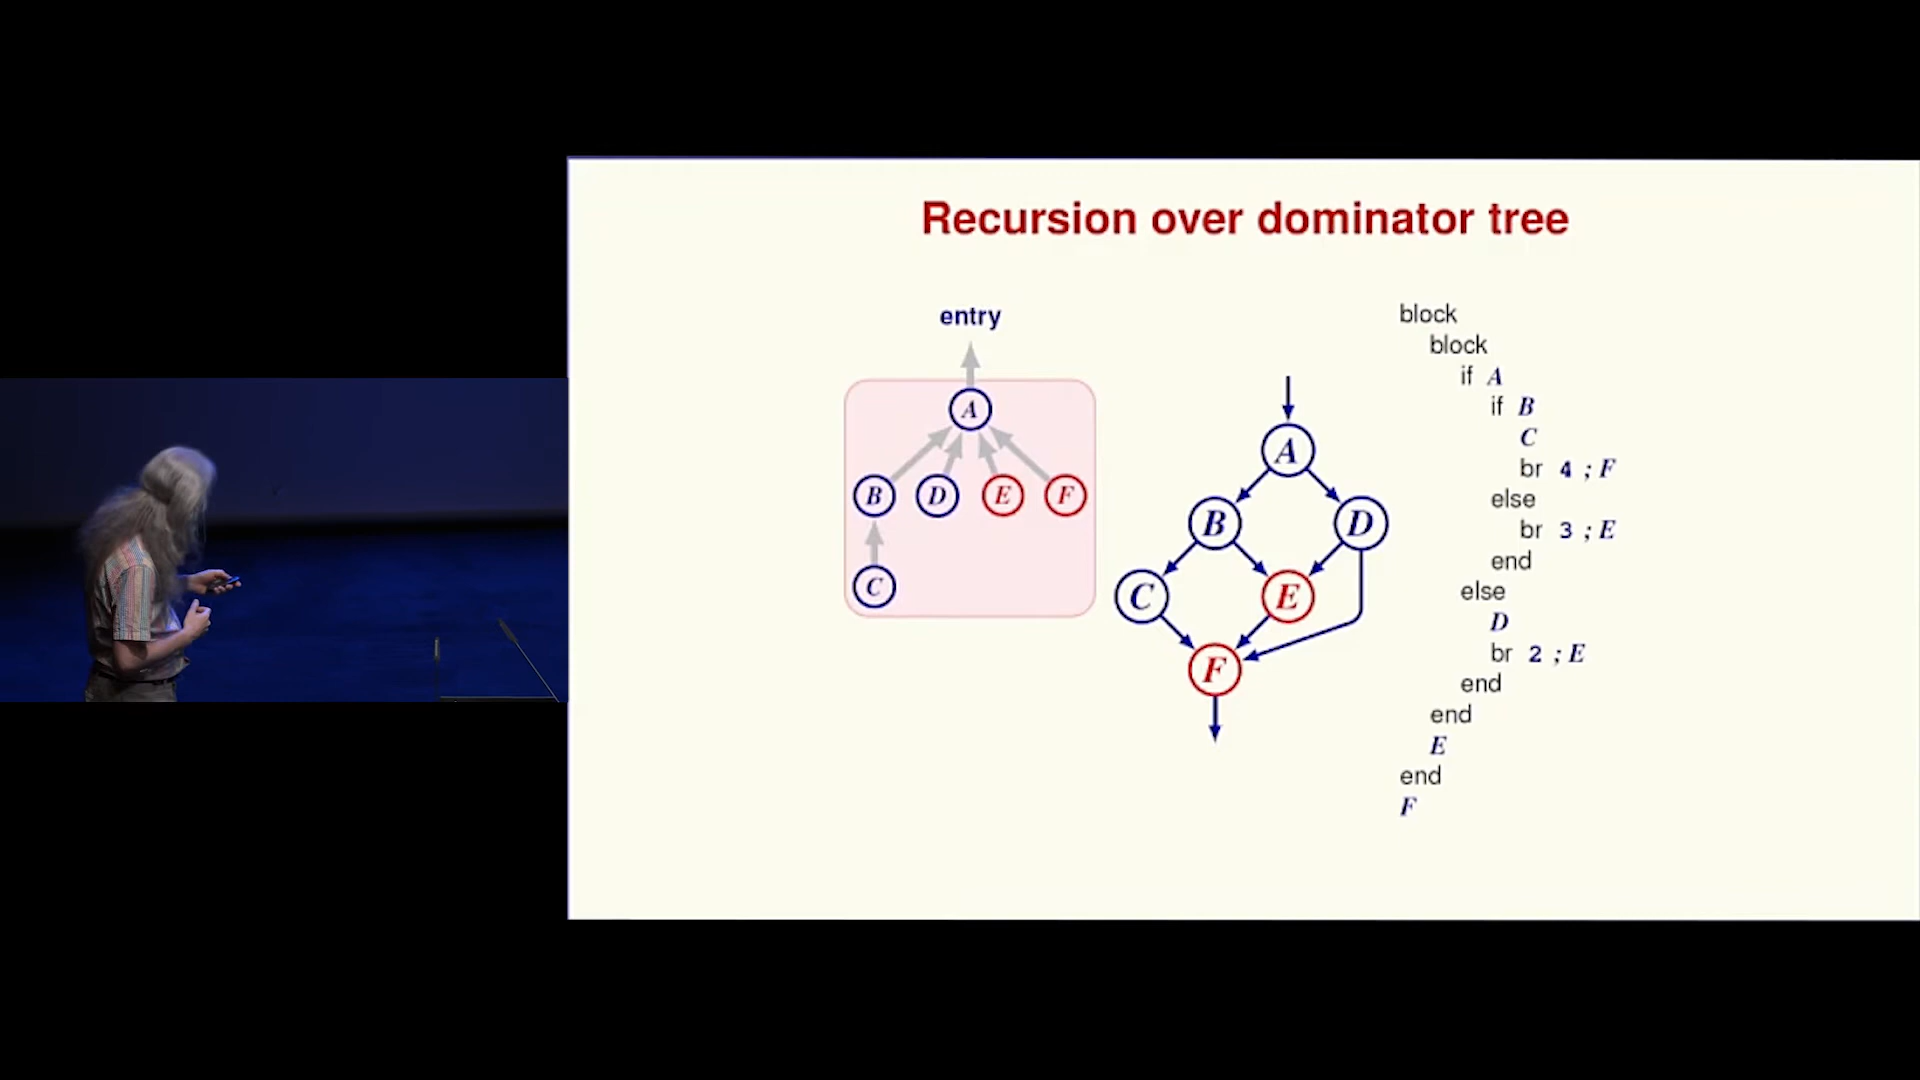 Recursion over dominator tree
entry
A
B D E F
C
A
B D
C E
F
block
block
if A
if B
C
br 4 ; F
else
br 3 ; E
end
else
D
br 2 ; E
end
end
E
end
F